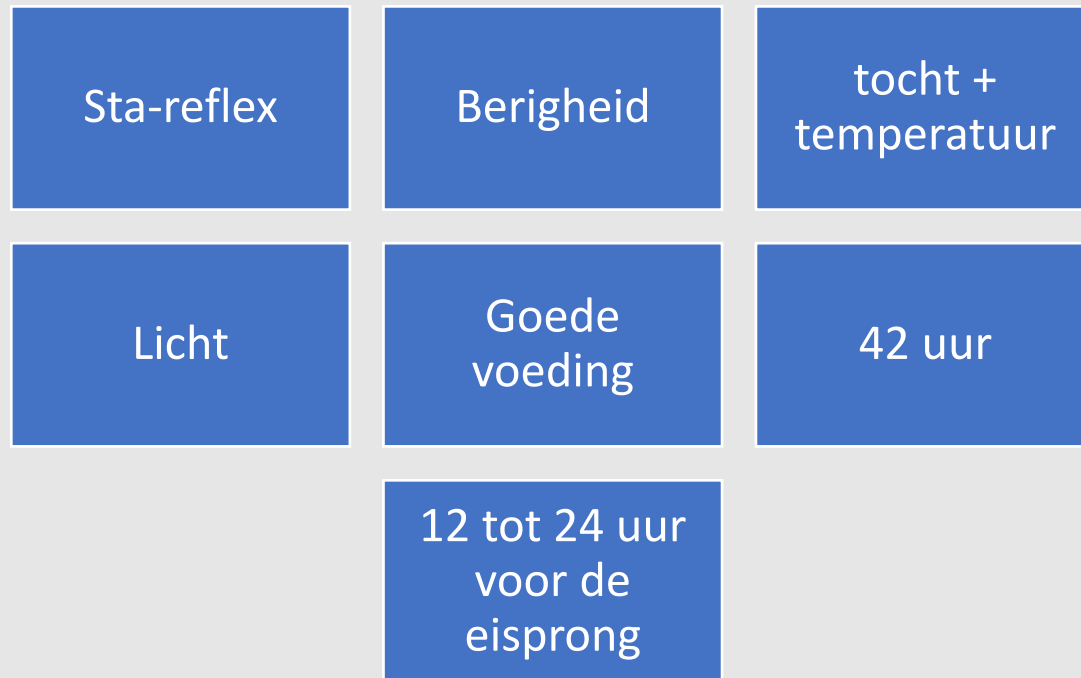 Sta-reflex
Berigheid
tocht +
temperatuur
Licht
Goede
voeding
42 uur
12 tot 24 uur
voor de
eisprong